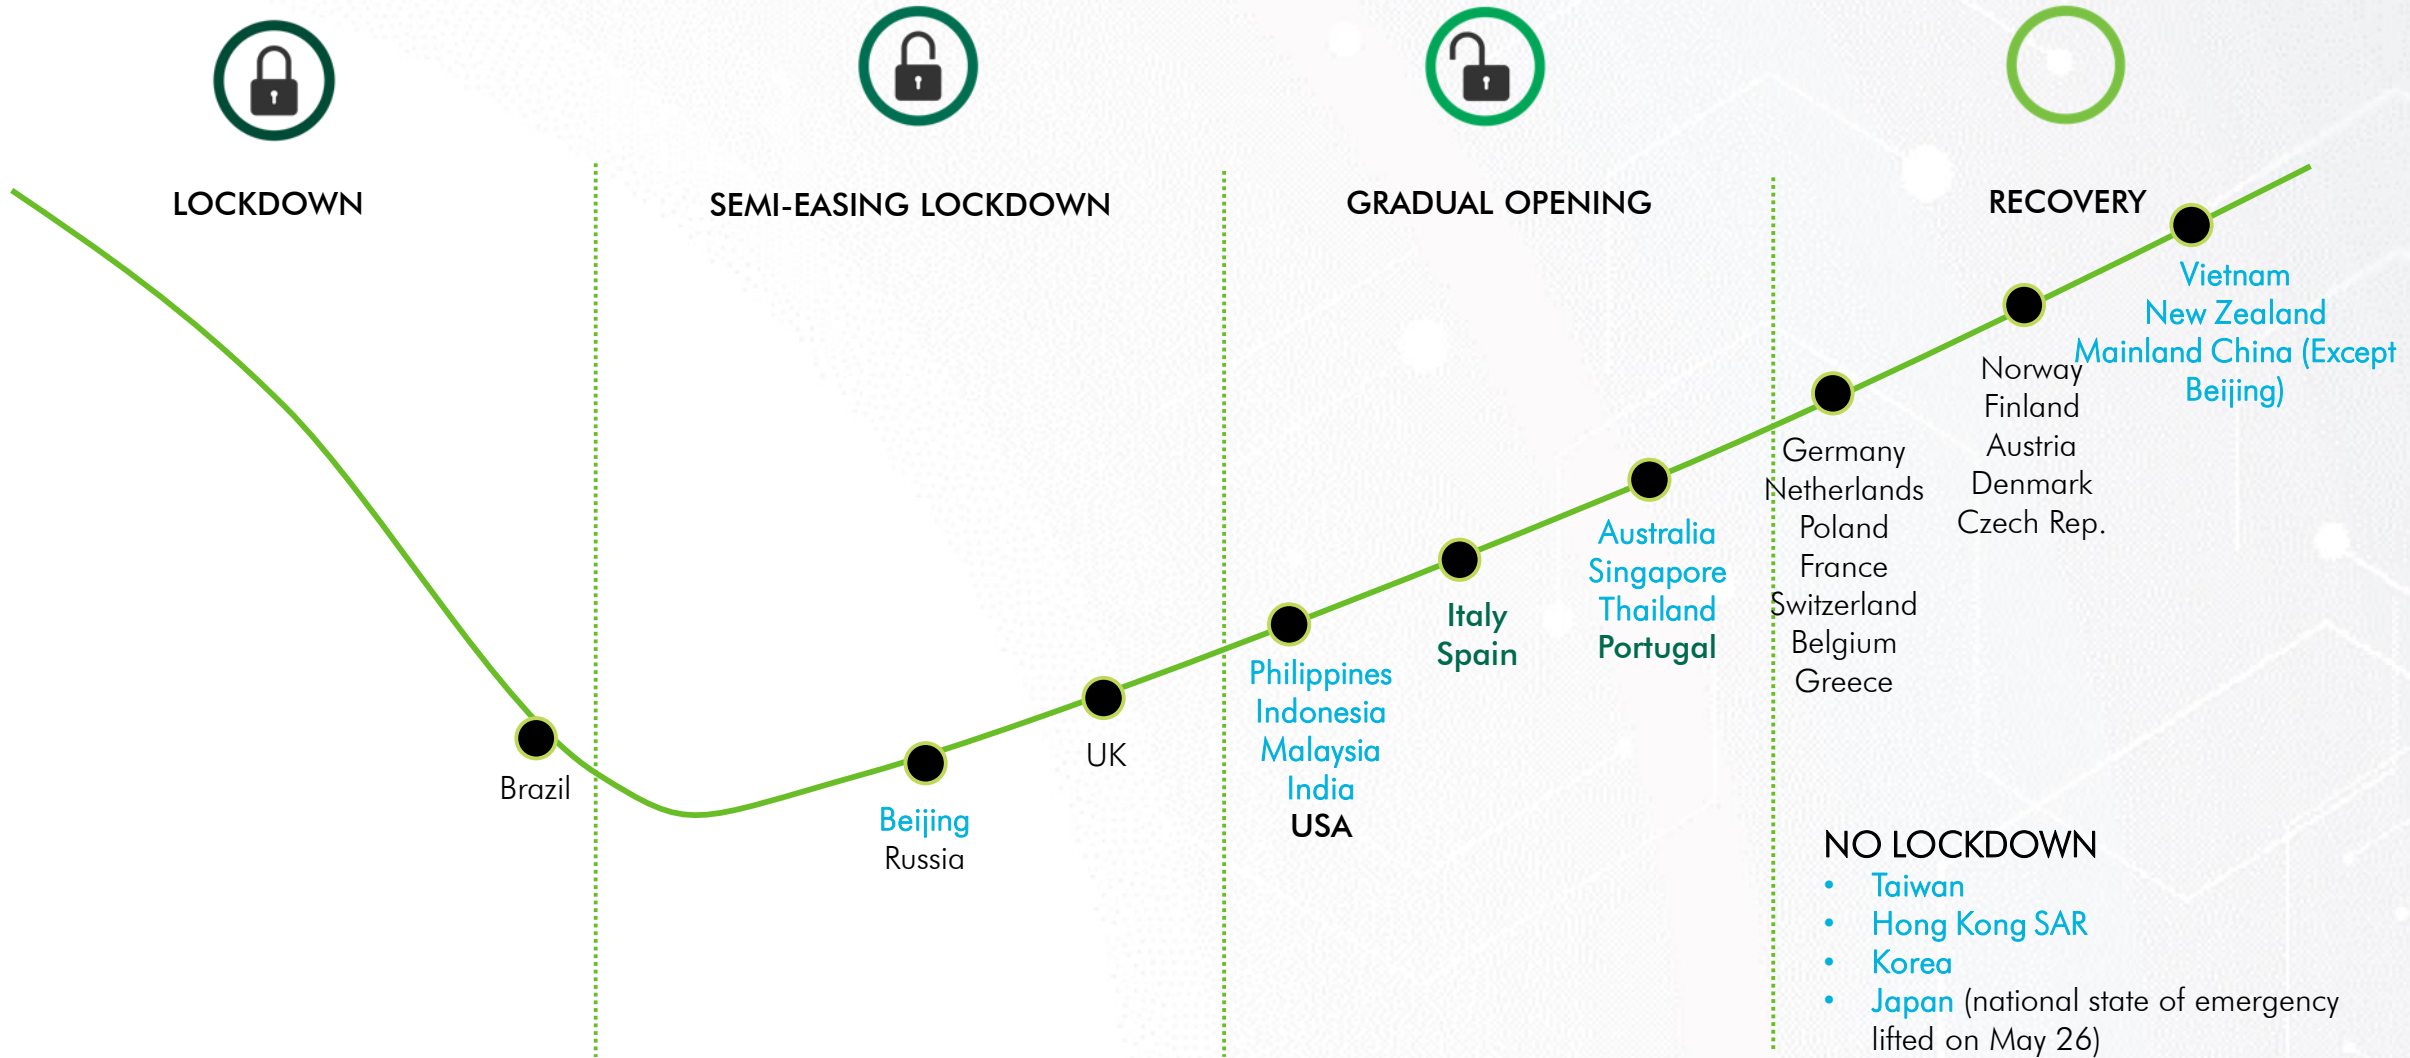 LOCKDOWN
SEMI-EASING LOCKDOWN
GRADUAL OPENING
RECOVERY
Brazil
Beijing
Russia
UK
Philippines
Indonesia
Malaysia
India
USA
Italy
Spain
Australia
Singapore
Thailand
Portugal
Germany
Netherlands
Poland
France
Switzerland
Belgium
Greece
Norway
Finland
Austria
Denmark
Czech Rep.
Vietnam
New Zealand
Mainland China (Except
Beijing)
NO LOCKDOWN
• Taiwan
• Hong Kong SAR
• Korea
• Japan (national state of emergency
lifted on May 26)